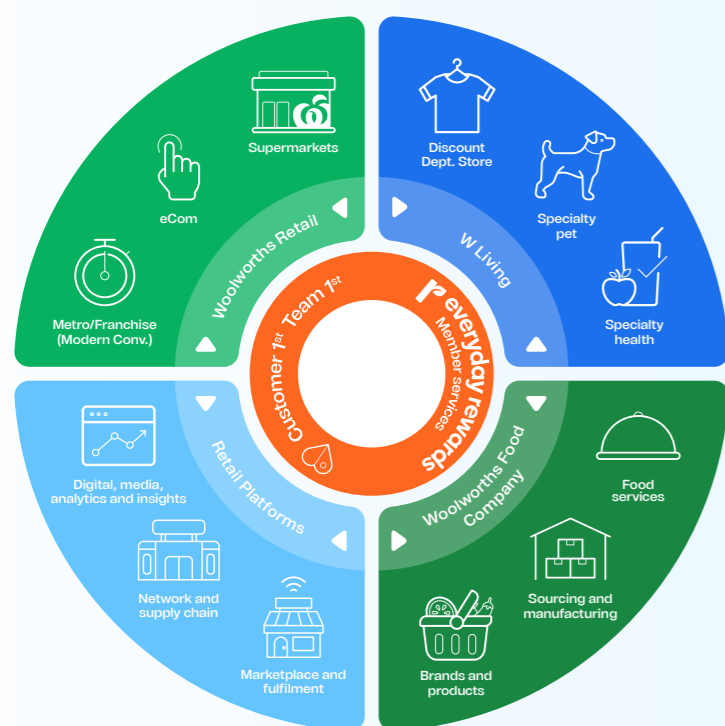 Supermarkets
eCom
Metro/Franchise
(Modern Conv.)
Woolworths Retail
Discount
Dept. Store
Specialty
pet
Specialty
health
W Living
Customer 1st Team 1st
everyday rewards
Member services
Retail Platforms
Digital, media,
analytics and insights
Network and
supply chain
Marketplace and
fulfilment
Woolworths Food
Company
Food
services
Sourcing and
manufacturing
Brands and
products